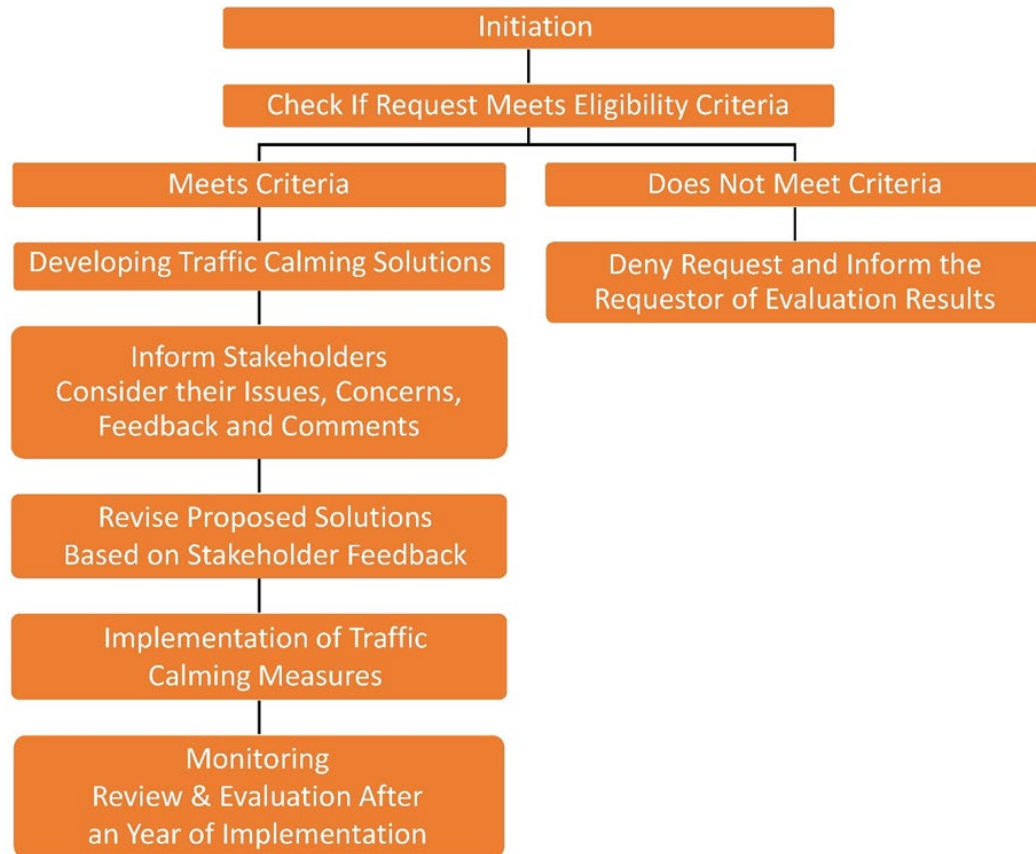 Initiation
Check If Request Meets Eligibility Criteria
Meets Criteria
Does Not Meet Criteria
Developing Traffic Calming Solutions
Deny Request and Inform the
Requestor of Evaluation Results
Inform Stakeholders
Consider their Issues, Concerns,
Feedback and Comments
Revise Proposed Solutions
Based on Stakeholder Feedback
Implementation of Traffic
Calming Measures
Monitoring
Review & Evaluation After
an Year of Implementation